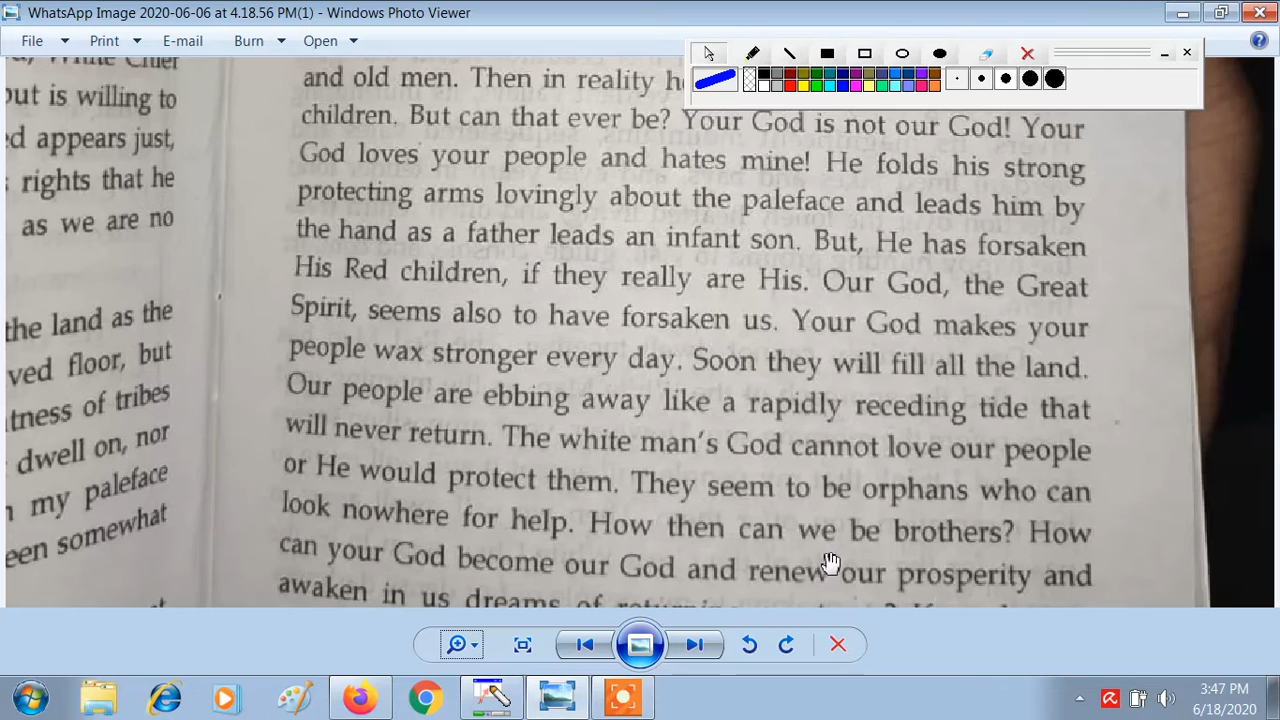 WhatsApp Image 2020-06-06 at 4.18.56 PM(1) - Windows Photo Viewer
File Print E-mail Burn Open
White Chief
but is willing to
ed appears just,
rights that he
as we are no
the land as the
ved floor, but
tness of tribes
dwell on, nor
my paleface
een somewhat
and old men. Then in reality
children. But can that ever be? Your God is not our God! Your
God loves your people and hates mine! He folds his strong
protecting arms lovingly about the paleface and leads him by
the hand as a father leads an infant son. But, He has forsaken
His Red children, if they really are His. Our God, the Great
Spirit, seems also to have forsaken us. Your God makes your
people wax stronger every day. Soon they will fill all the land.
Our people are ebbing away like a rapidly receding tide that
will never return. The white man's God cannot love our people
or He would protect them. They seem to be orphans who can
look nowhere for help. How then can we be brothers? How
can your God become our God and renew our prosperity and
awaken in us dreams of
3:47 PM
6/18/2020